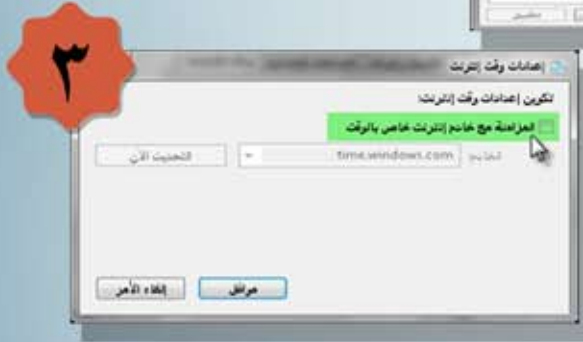 ٣
إعدادات وقت إنترنت
تكوين إعدادات وقت إنترنت:
المزامنة مع خادم إنترنت خاص بالوقت
الخادم: time.windows.com التحديث الآن
موافق إلغاء الأمر